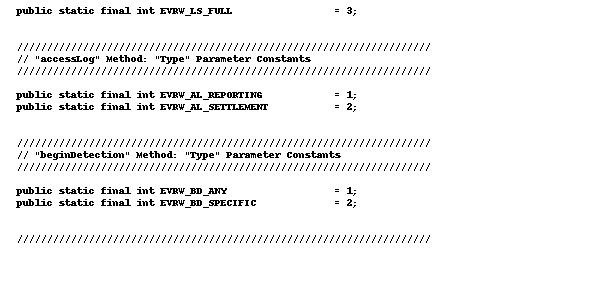 public static final int EVRW_LS_FULL = 3;
/////////////////////////////////////////////////////////////////////
// "accessLog" Method: "Type" Parameter Constants
/////////////////////////////////////////////////////////////////////
public static final int EVRW_AL_REPORTING = 1;
public static final int EVRW_AL_SETTLEMENT = 2;
/////////////////////////////////////////////////////////////////////
// "beginDetection" Method: "Type" Parameter Constants
/////////////////////////////////////////////////////////////////////
public static final int EVRW_BD_ANY = 1;
public static final int EVRW_BD_SPECIFIC = 2;
/////////////////////////////////////////////////////////////////////